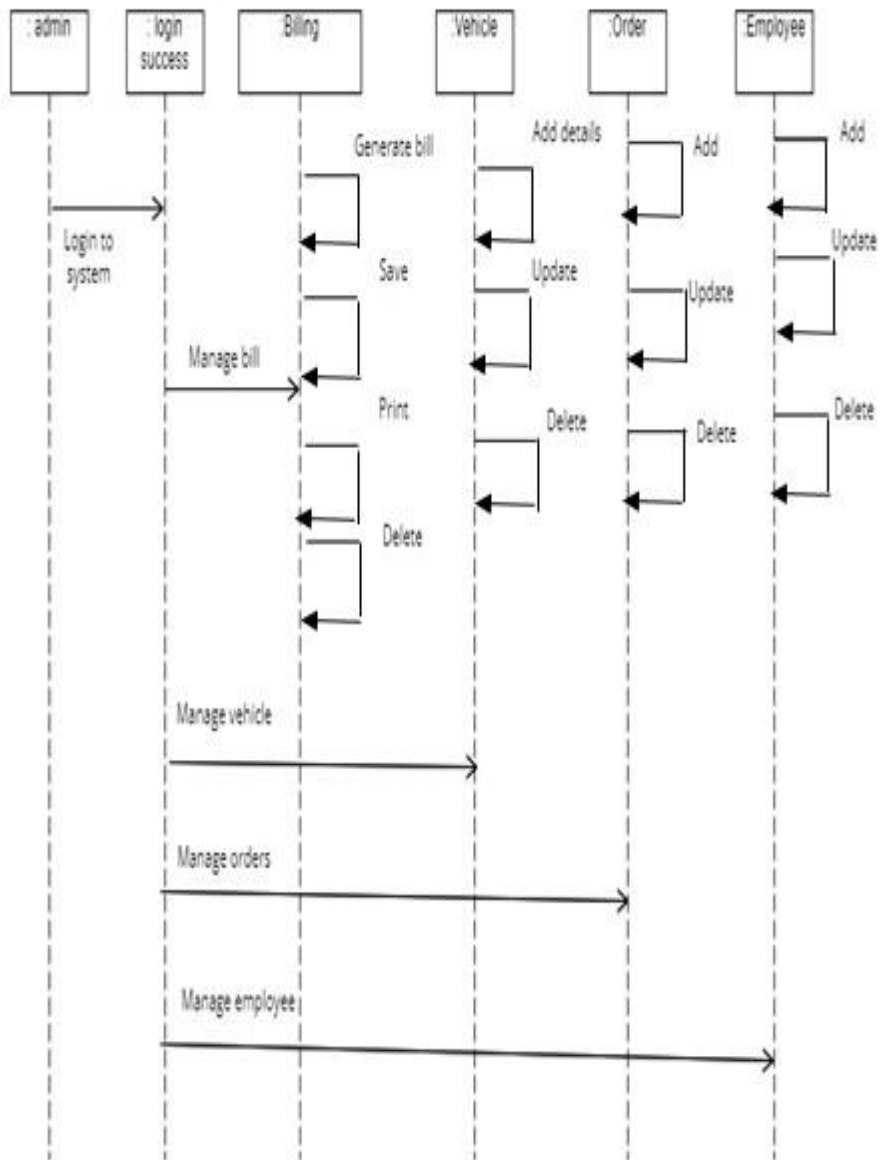 : admin
: login
success
:Billing
:Vehicle
:Order
:Employee
Generate bill
Add details
Add
Add
Login to
system
Save
Update
Update
Update
Manage bill
Print
Delete
Delete
Delete
Delete
Manage vehicle
Manage orders
Manage employee